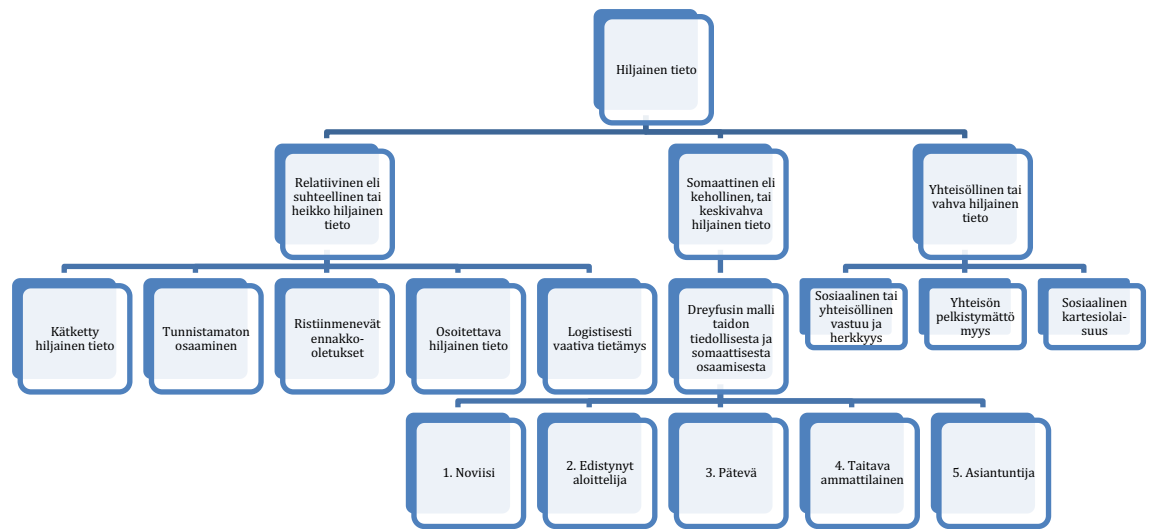 Hiljainen tieto
Relatiivinen eli
suhteellinen tai
heikko hiljainen
tieto
Somaattinen eli
kehollinen, tai
keskivahva
hiljainen tieto
Yhteisöllinen tai
vahva hiljainen
tieto
Kätketty
hiljainen tieto
Tunnistamaton
osaaminen
Ristiinmenevät
ennakko-
oletukset
Osoitettava
hiljainen tieto
Logistisesti
vaativa tietämys
Dreyfusin malli
taidon
tiedollisesta ja
somaattisesta
osaamisesta
Sosiaalinen tai
yhteisöllinen
vastuu ja
herkkyys
Yhteisön
pelkistymättö
myys
Sosiaalinen
kartesiolai-
suus
1. Noviisi
2. Edistynyt
aloittelija
3. Pätevä
4. Taitava
ammattilainen
5. Asiantuntija